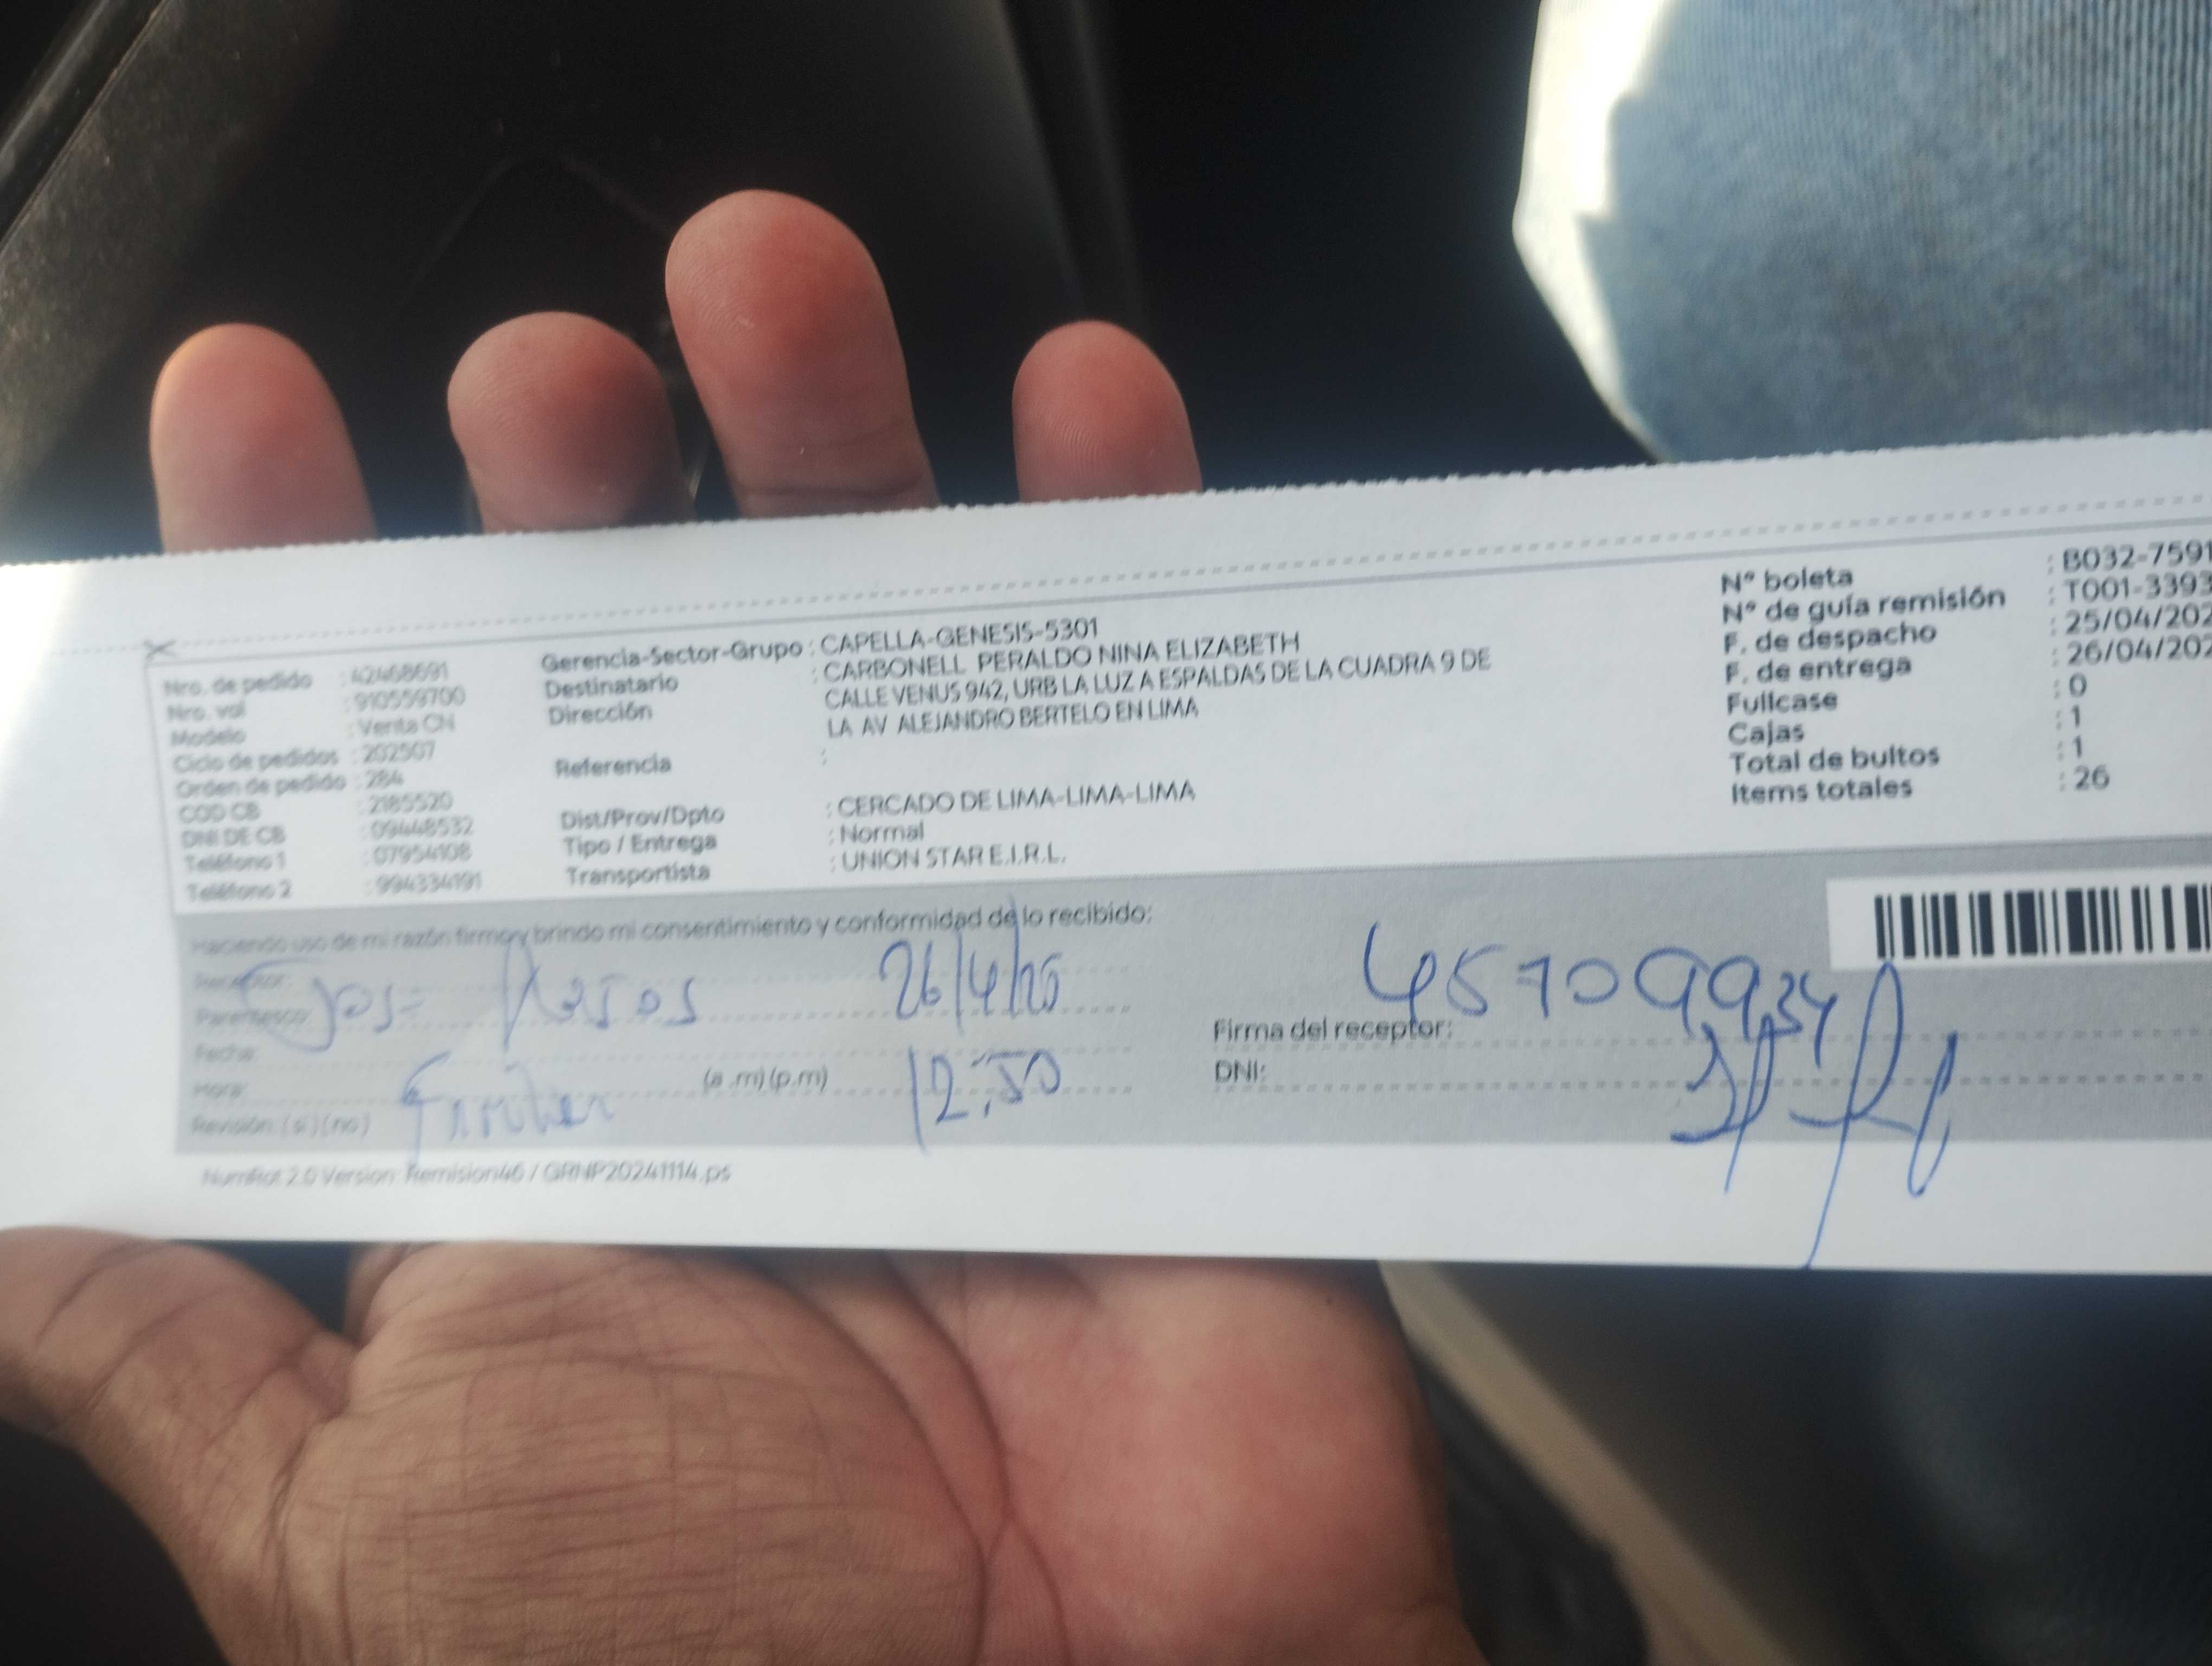 Nro. de pedido : 42468691
Nro. vol : 910559700
Modelo : Venta CN
Ciclo de pedidos : 202507
Orden de pedido : 284
COD CB : 2185520
DNI DE CB : 09448532
Teléfono 1 : 07954108
Teléfono 2 : 994334191
Gerencia-Sector-Grupo : CAPELLA-GENESIS-5301
Destinatario : CARBONELL PERALDO NINA ELIZABETH
Dirección CALLE VENUS 942, URB LA LUZ A ESPALDAS DE LA CUADRA 9 DE
LA AV ALEJANDRO BERTELO EN LIMA
Referencia :
Dist/Prov/Dpto : CERCADO DE LIMA-LIMA-LIMA
Tipo / Entrega : Normal
Transportista : UNION STAR E.I.R.L.
N° boleta : B032-7591
N° de guía remisión : T001-3393
F. de despacho : 25/04/202
F. de entrega : 26/04/202
Fullcase : 0
Cajas : 1
Total de bultos : 1
Items totales : 26
Haciendo uso de mi razón firmo y brindo mi consentimiento y conformidad de lo recibido:
Receptor:
Parentesco:
26/4/25
Fecha:
Hora: (a.m) (p.m) 12:50
Revisión: (si) (no)
45709934
Firma del receptor:
DNI:
NumRot 2.0 Version: Remision46 / GRNP20241114.ps